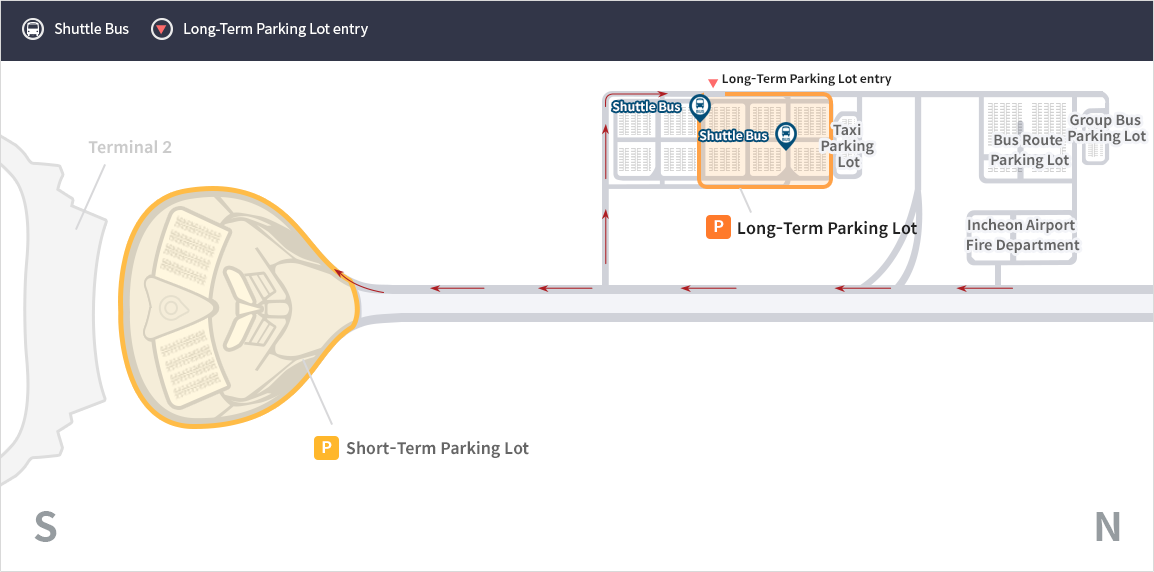 Shuttle Bus
Long-Term Parking Lot entry
Long-Term Parking Lot entry
Shuttle Bus
Shuttle Bus
Taxi
Parking
Lot
Bus Route
Parking Lot
Group Bus
Parking Lot
Terminal 2
P Long-Term Parking Lot
Incheon Airport
Fire Department
P Short-Term Parking Lot
S
N